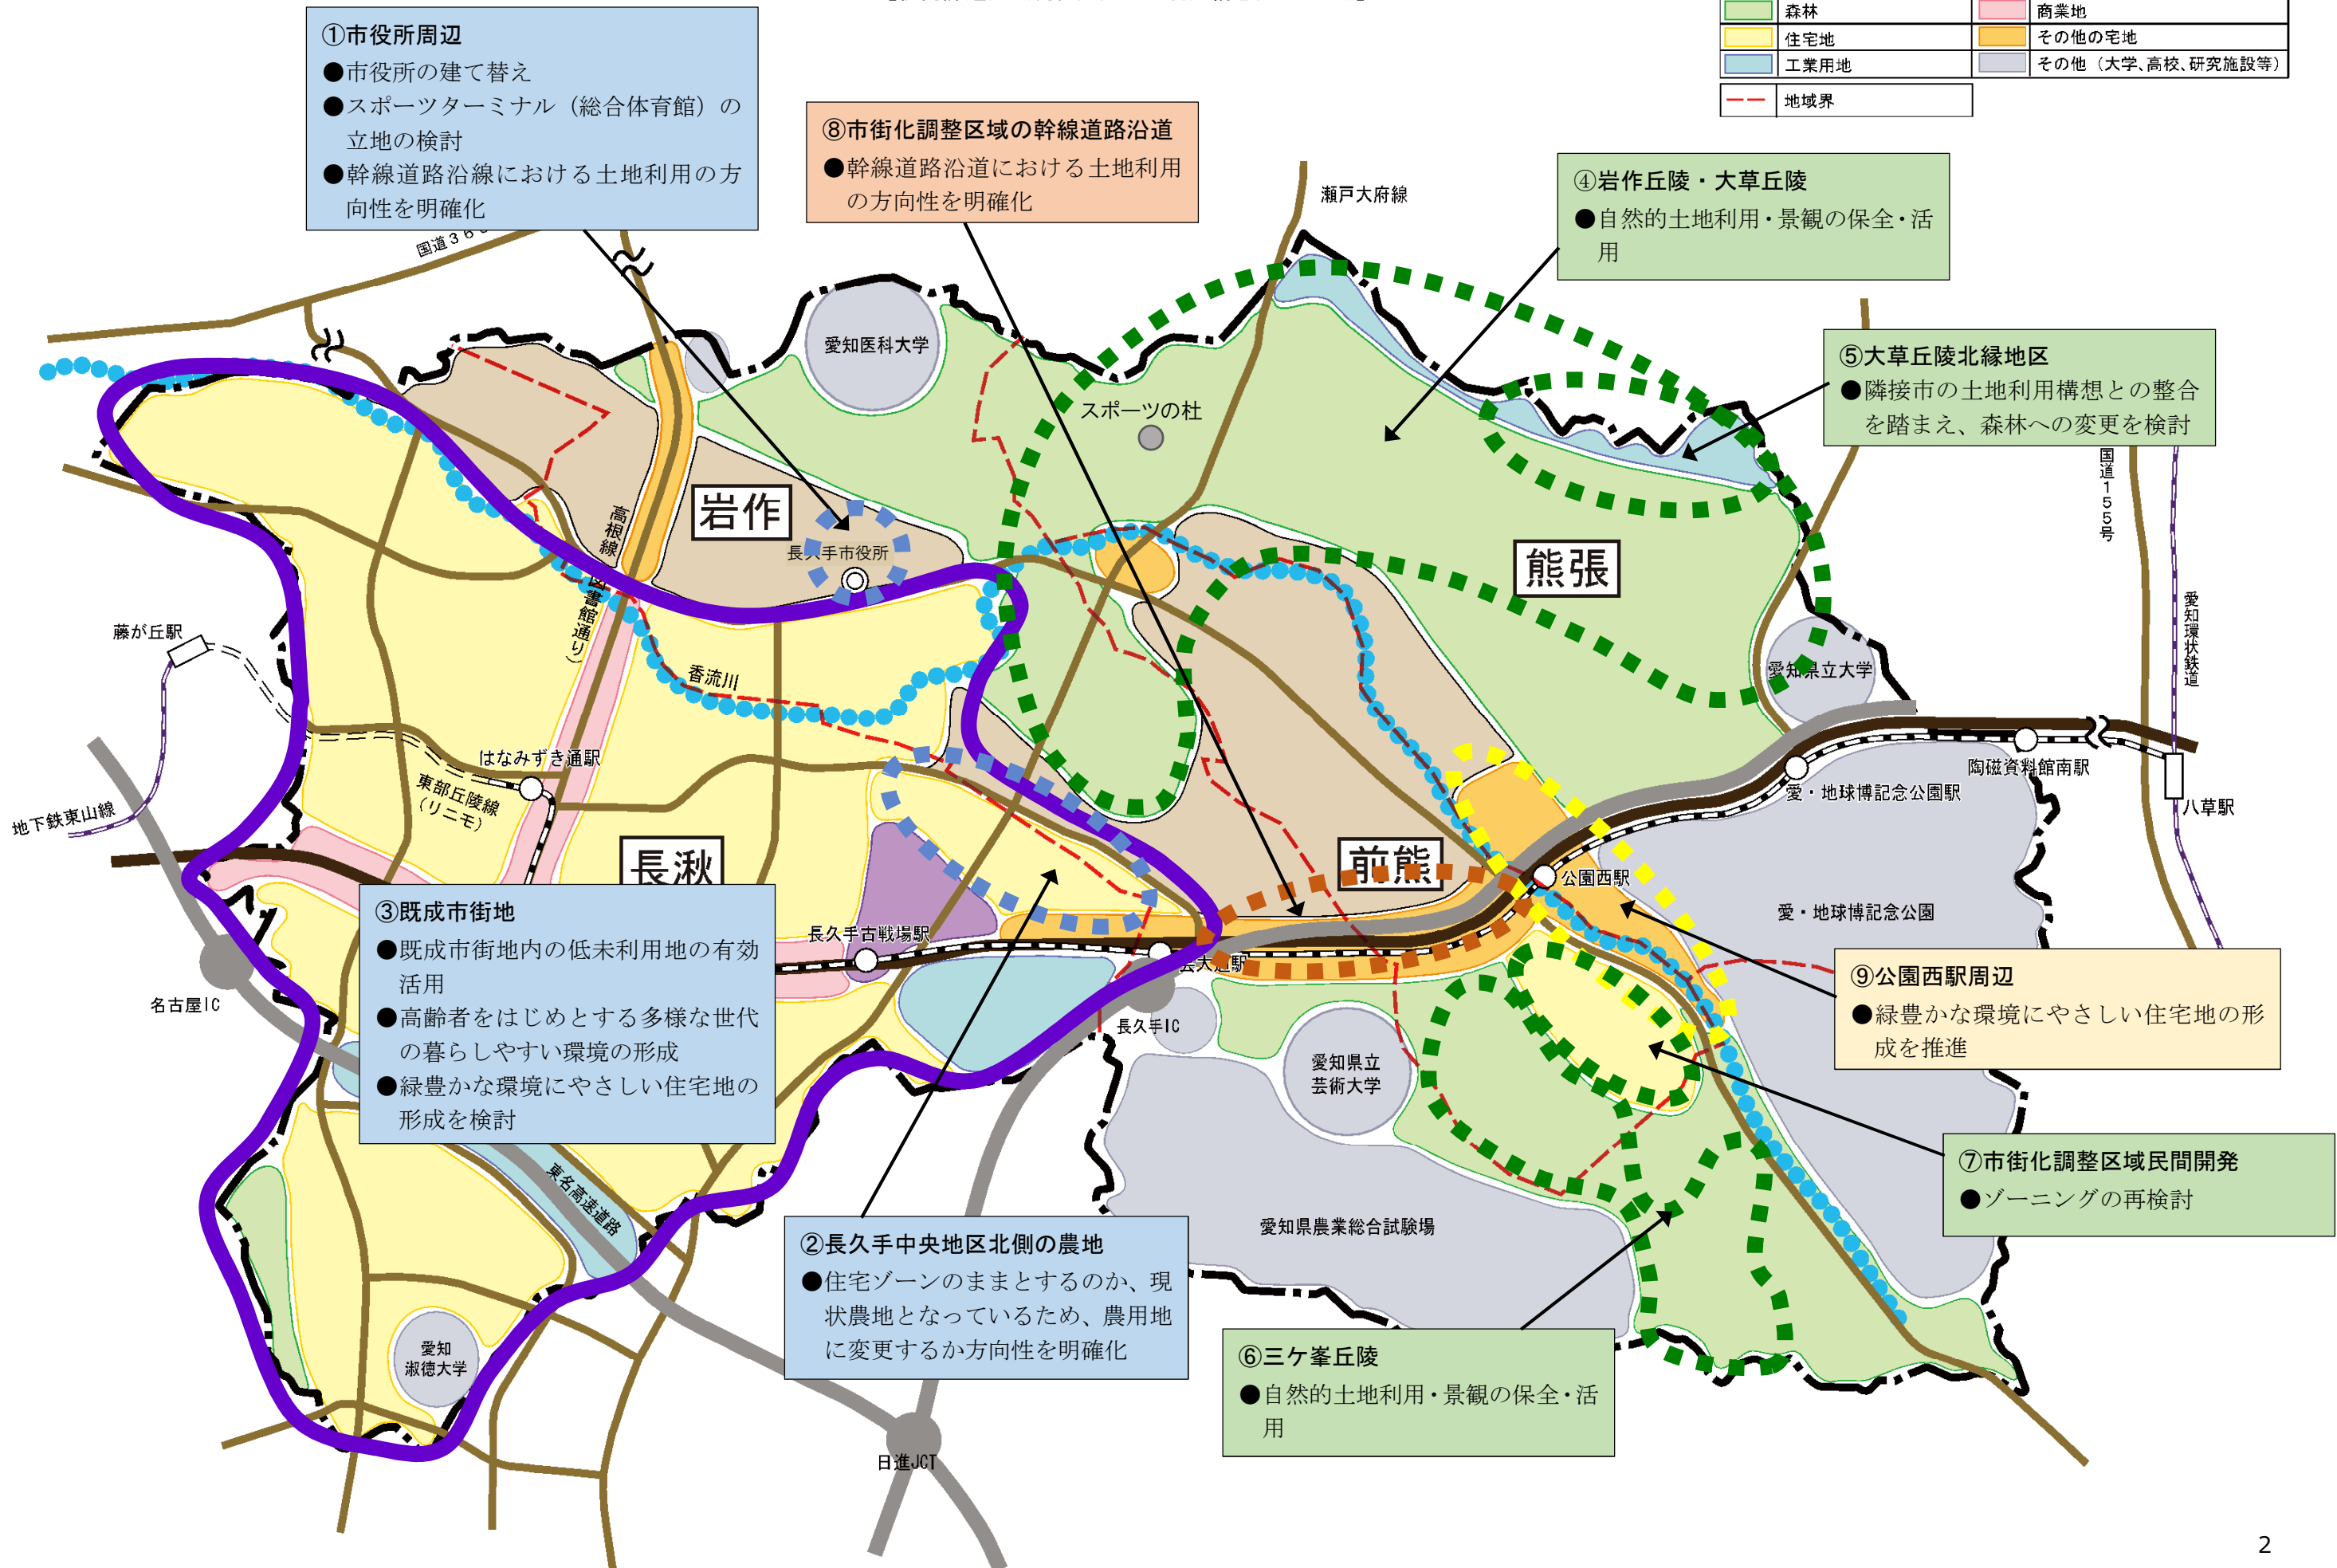 森林
商業地
住宅地
その他の宅地
工業用地
その他（大学、高校、研究施設等）
地域界
①市役所周辺
●市役所の建て替え
●スポーツターミナル（総合体育館）の
立地の検討
●幹線道路沿線における土地利用の方
向性を明確化
⑧市街化調整区域の幹線道路沿道
●幹線道路沿道における土地利用
の方向性を明確化
④岩作丘陵・大草丘陵
●自然的土地利用・景観の保全・活
用
⑤大草丘陵北縁地区
●隣接市の土地利用構想との整合
を踏まえ、森林への変更を検討
瀬戸大府線
国道36
愛知医科大学
スポーツの杜
岩作
長久手市役所
高根線
図書館通り）
熊張
国道155号
愛知環状鉄道
藤が丘駅
香流川
愛知県立大学
はなみずき通駅
東部丘陵線
（リニモ）
地下鉄東山線
陶磁資料館南駅
愛・地球博記念公園駅
八草駅
長湫
前熊
公園西駅
愛・地球博記念公園
長久手古戦場駅
芸大通駅
名古屋IC
長久手IC
③既成市街地
●既成市街地内の低未利用地の有効
活用
●高齢者をはじめとする多様な世代
の暮らしやすい環境の形成
●緑豊かな環境にやさしい住宅地の
形成を検討
⑨公園西駅周辺
●緑豊かな環境にやさしい住宅地の形
成を推進
愛知県立
芸術大学
東名高速道路
愛知県農業総合試験場
⑦市街化調整区域民間開発
●ゾーニングの再検討
②長久手中央地区北側の農地
●住宅ゾーンのままとするのか、現
状農地となっているため、農用地
に変更するか方向性を明確化
⑥三ケ峯丘陵
●自然的土地利用・景観の保全・活
用
愛知
淑徳大学
日進JCT
2